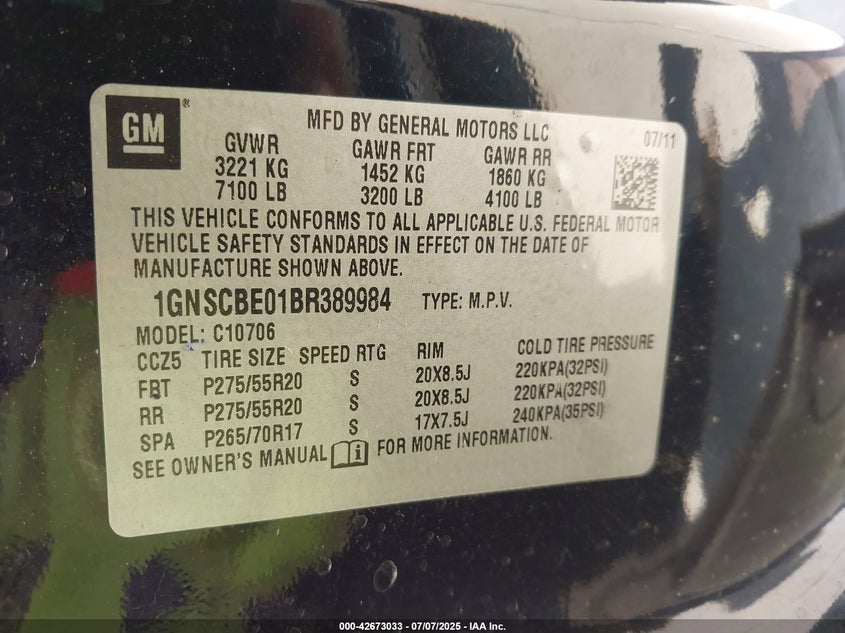 GM ®
MFD BY GENERAL MOTORS LLC 07/11
GVWR GAWR FRT GAWR RR
3221 KG 1452 KG 1860 KG
7100 LB 3200 LB 4100 LB
THIS VEHICLE CONFORMS TO ALL APPLICABLE U.S. FEDERAL MOTOR
VEHICLE SAFETY STANDARDS IN EFFECT ON THE DATE OF
MANUFACTURE SHOWN ABOVE.
1GNSCBE01BR389984 TYPE: M.P.V.
MODEL: C10706
CCZ5 TIRE SIZE SPEED RTG RIM COLD TIRE PRESSURE
FRT P275/55R20 S 20X8.5J 220KPA(32PSI)
RR P275/55R20 S 20X8.5J 220KPA(32PSI)
SPA P265/70R17 S 17X7.5J 240KPA(35PSI)
SEE OWNER'S MANUAL i FOR MORE INFORMATION.
000-42673033 / 07/07/2025 - IAA Inc.